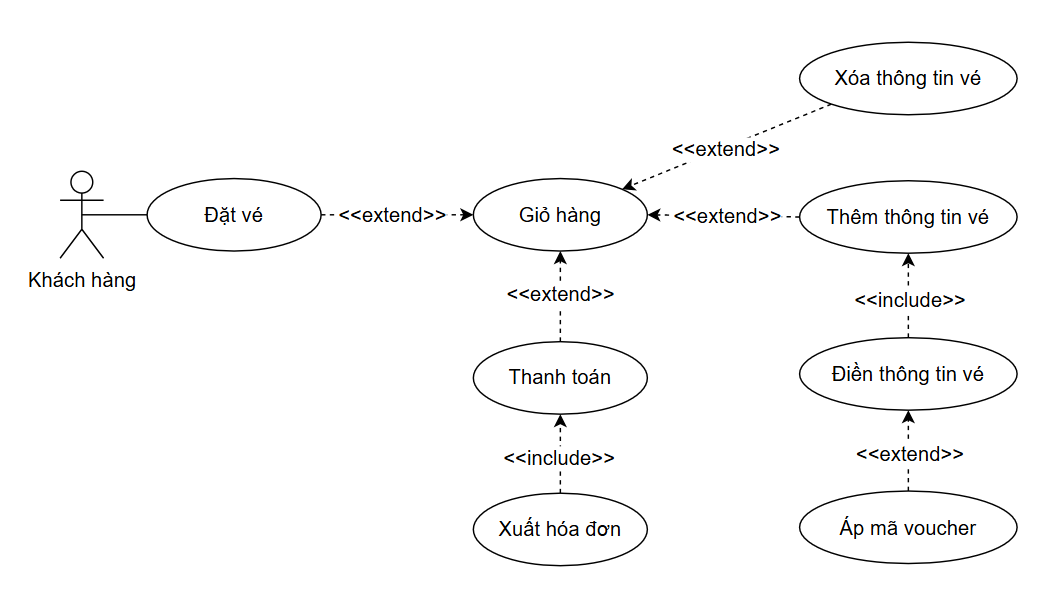 Xóa thông tin vé
<<extend>>
Khách hàng
Đặt vé
<<extend>>
Giỏ hàng
<<extend>>
Thêm thông tin vé
<<extend>>
<<include>>
Thanh toán
Điền thông tin vé
<<include>>
<<extend>>
Xuất hóa đơn
Áp mã voucher